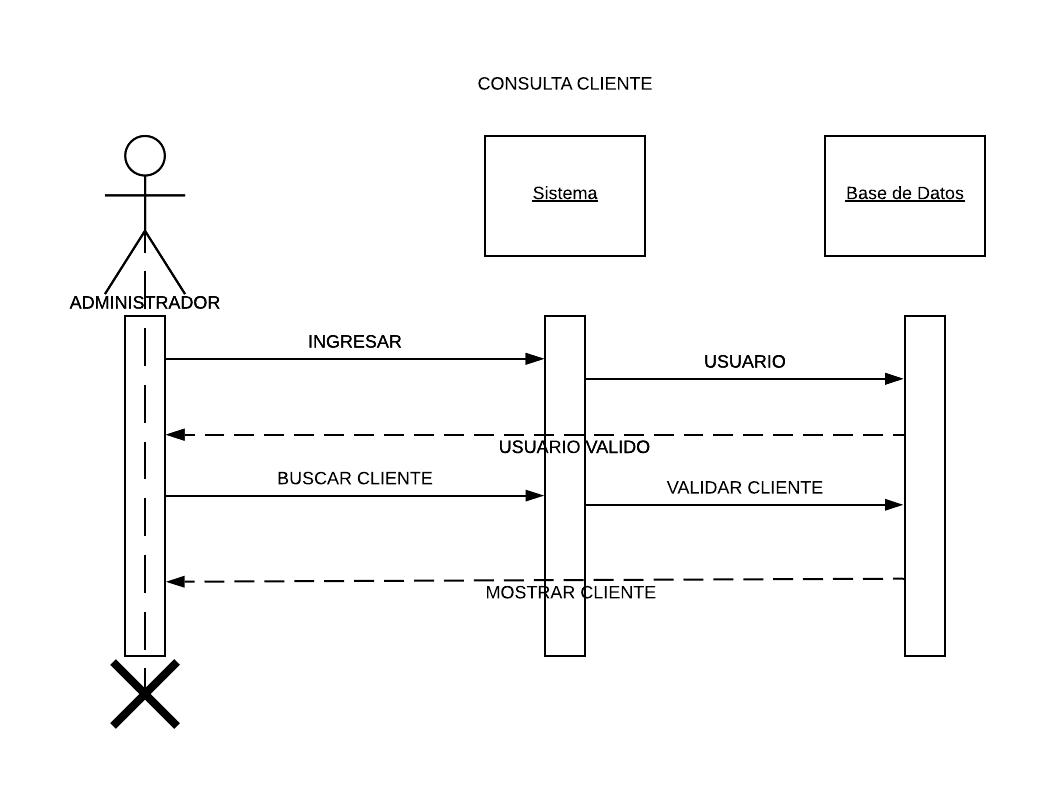 CONSULTA CLIENTE
Sistema
Base de Datos
ADMINISTRADOR
INGRESAR
USUARIO
USUARIO VALIDO
BUSCAR CLIENTE
VALIDAR CLIENTE
MOSTRAR CLIENTE